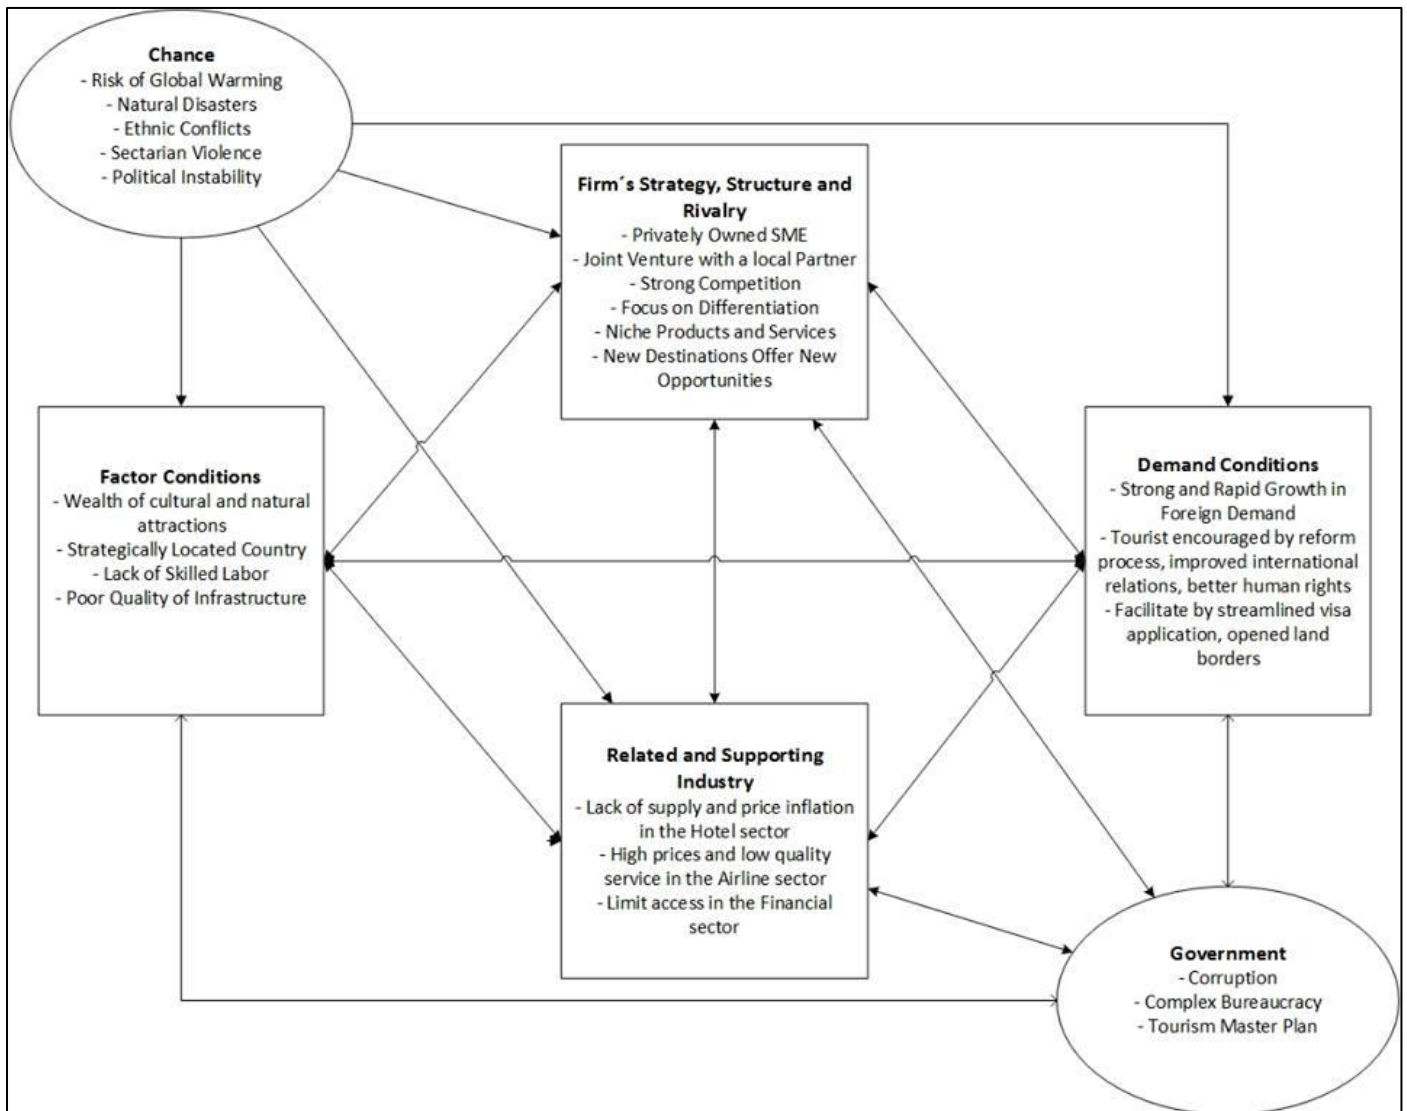 Chance
- Risk of Global Warming
- Natural Disasters
- Ethnic Conflicts
- Sectarian Violence
- Political Instability
Firm´s Strategy, Structure and
Rivalry
- Privately Owned SME
- Joint Venture with a local Partner
- Strong Competition
- Focus on Differentiation
- Niche Products and Services
- New Destinations Offer New
Opportunities
Factor Conditions
- Wealth of cultural and natural
attractions
- Strategically Located Country
- Lack of Skilled Labor
- Poor Quality of Infrastructure
Demand Conditions
- Strong and Rapid Growth in
Foreign Demand
- Tourist encouraged by reform
process, improved international
relations, better human rights
- Facilitate by streamlined visa
application, opened land
borders
Related and Supporting
Industry
- Lack of supply and price inflation
in the Hotel sector
- High prices and low quality
service in the Airline sector
- Limit access in the Financial
sector
Government
- Corruption
- Complex Bureaucracy
- Tourism Master Plan